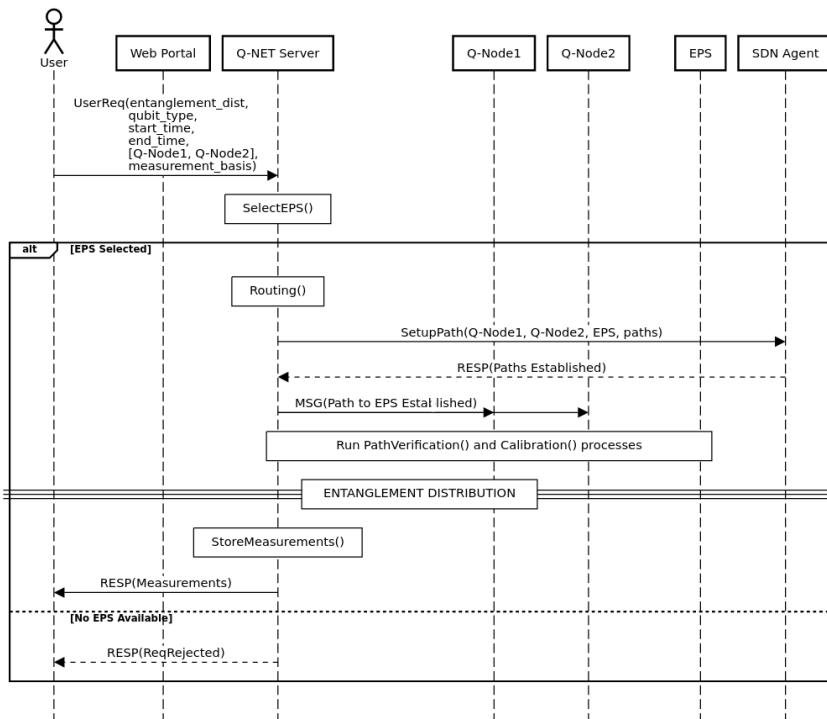 User
Web Portal
Q-NET Server
Q-Node1
Q-Node2
EPS
SDN Agent
UserReq(entanglement_dist,
qubit_type,
start_time,
end_time,
[Q-Node1, Q-Node2],
measurement_basis)
SelectEPS()
alt
[EPS Selected]
Routing()
SetupPath(Q-Node1, Q-Node2, EPS, paths)
RESP(Paths Established)
MSG(Path to EPS Established)
Run PathVerification() and Calibration() processes
ENTANGLEMENT DISTRIBUTION
StoreMeasurements()
RESP(Measurements)
[No EPS Available]
RESP(ReqRejected)